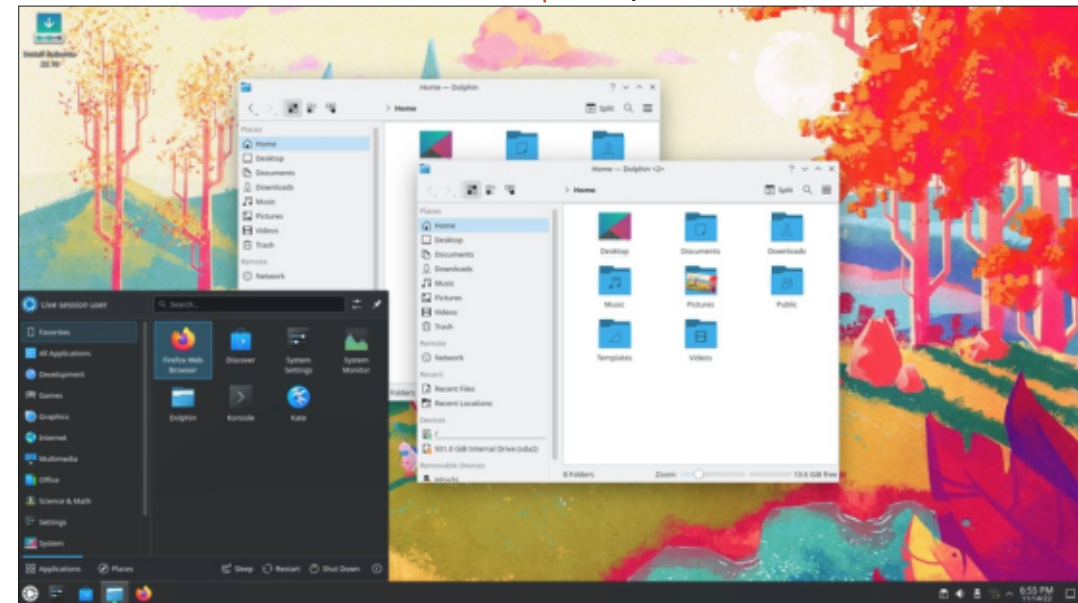 Install Kubuntu
22.10
Home — Dolphin
> Home
Split
Places
Home
Desktop
Documents
Downloads
Music
Pictures
Videos
Trash
Remote
Network
Folders
Home — Dolphin <2>
> Home
Split
Places
Home
Desktop
Documents
Downloads
Music
Pictures
Videos
Trash
Remote
Network
Recent
Recent Files
Recent Locations
Devices
/
931.0 GiB Internal Drive (sda2)
Removable Devices
Desktop
Documents
Downloads
Music
Pictures
Public
Templates
Videos
8 Folders
Zoom:
10.6 GiB free
Live session user
Search...
Favorites
All Applications
Development
Games
Graphics
Internet
Multimedia
Office
Science & Math
Settings
System
Firefox Web
Browser
Discover
System
Settings
System
Monitor
Dolphin
Konsole
Kate
Applications
Places
Sleep
Restart
Shut Down
6:55 PM
11/14/22